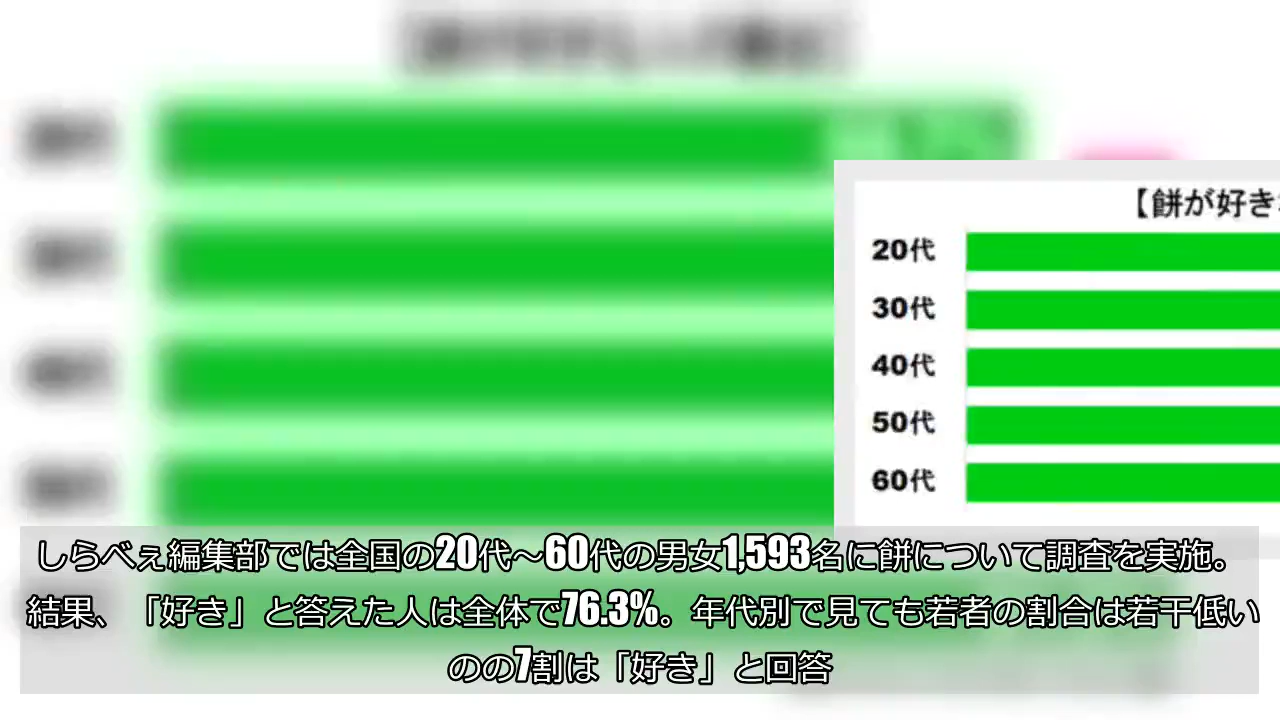 【餅が好き
20代
30代
40代
50代
60代
しらべぇ編集部では全国の20代～60代の男女1,593名に餅について調査を実施。
結果、「好き」と答えた人は全体で76.3%。年代別で見ても若者の割合は若干低い
のの7割は「好き」と回答